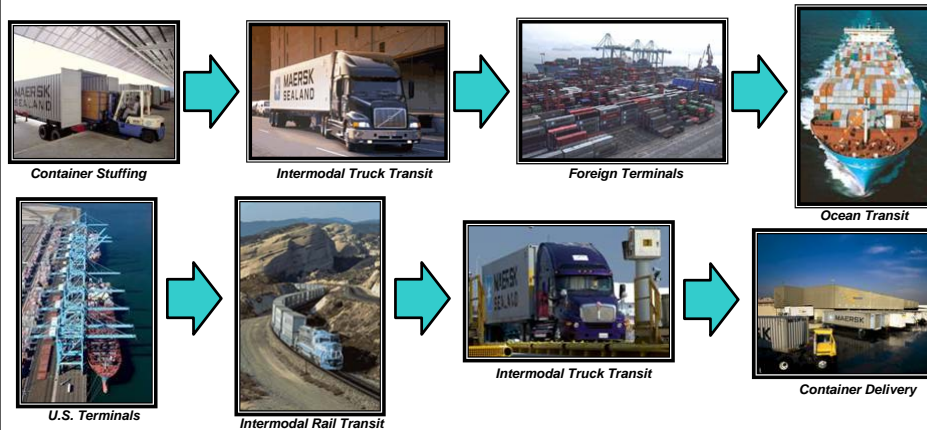 MAERSK
SEALAND
Container Stuffing
MAERSK
SEALAND
Intermodal Truck Transit
Foreign Terminals
Ocean Transit
U.S. Terminals
Intermodal Rail Transit
MAERSK
SEALAND
Intermodal Truck Transit
MAERSK
Container Delivery